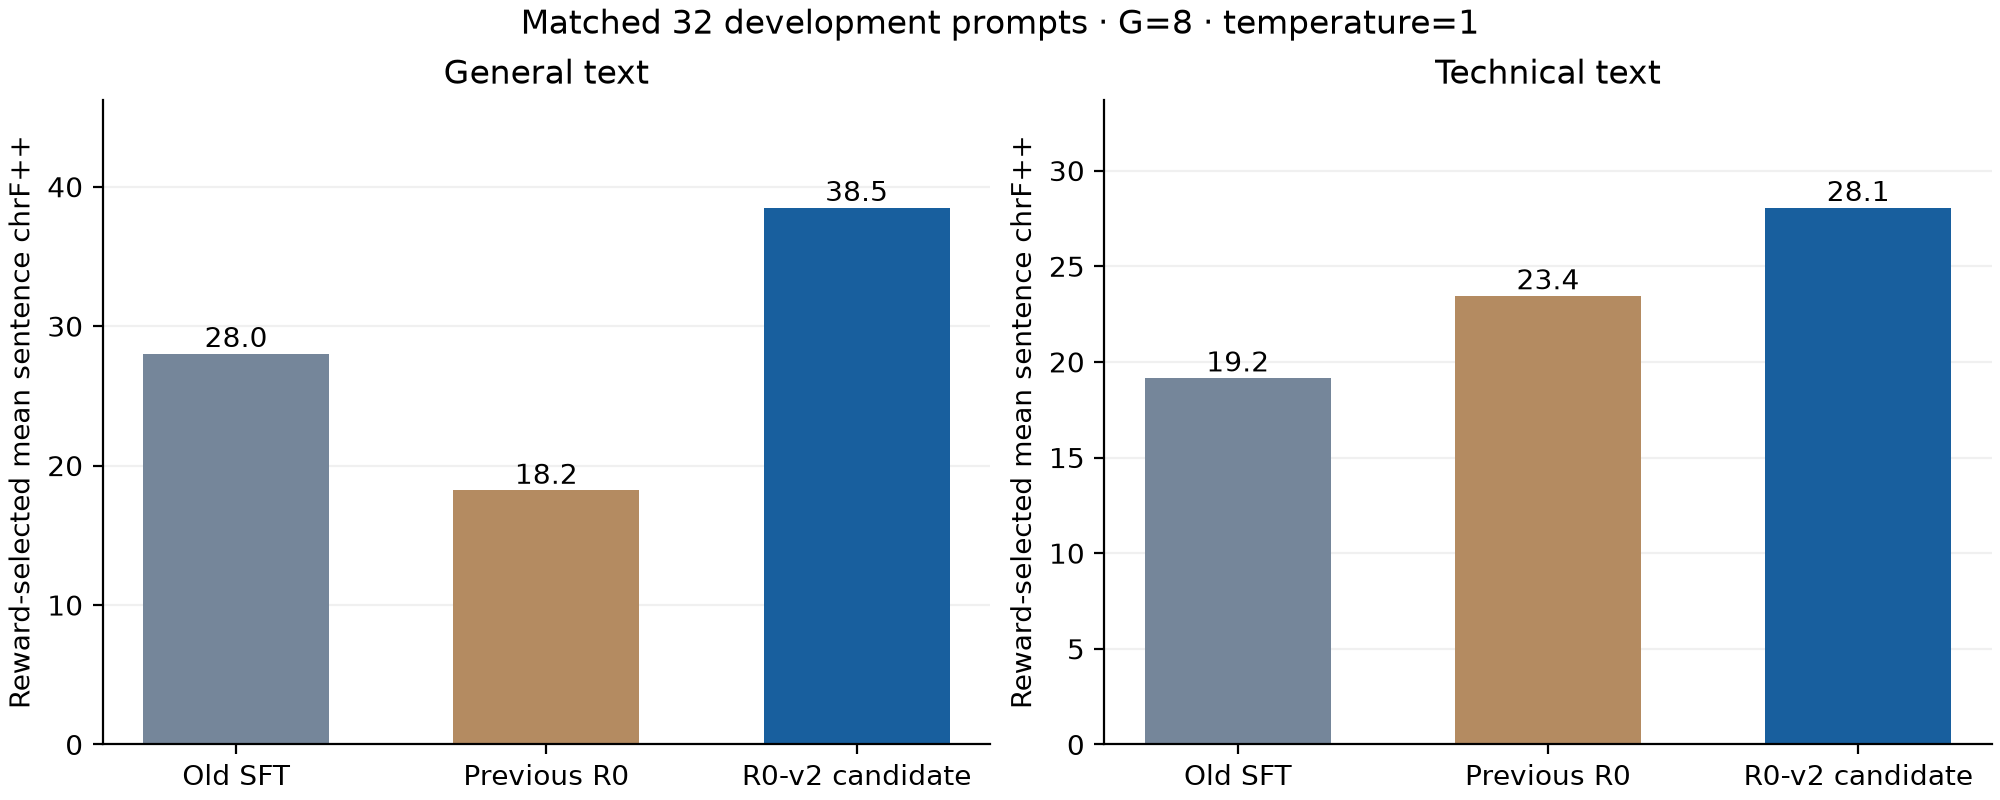 Matched 32 development prompts · G=8 · temperature=1
General text
Reward-selected mean sentence chrF++
40
30
20
10
0
28.0
18.2
38.5
Old SFT
Previous R0
R0-v2 candidate
Technical text
Reward-selected mean sentence chrF++
30
25
20
15
10
5
0
19.2
23.4
28.1
Old SFT
Previous R0
R0-v2 candidate